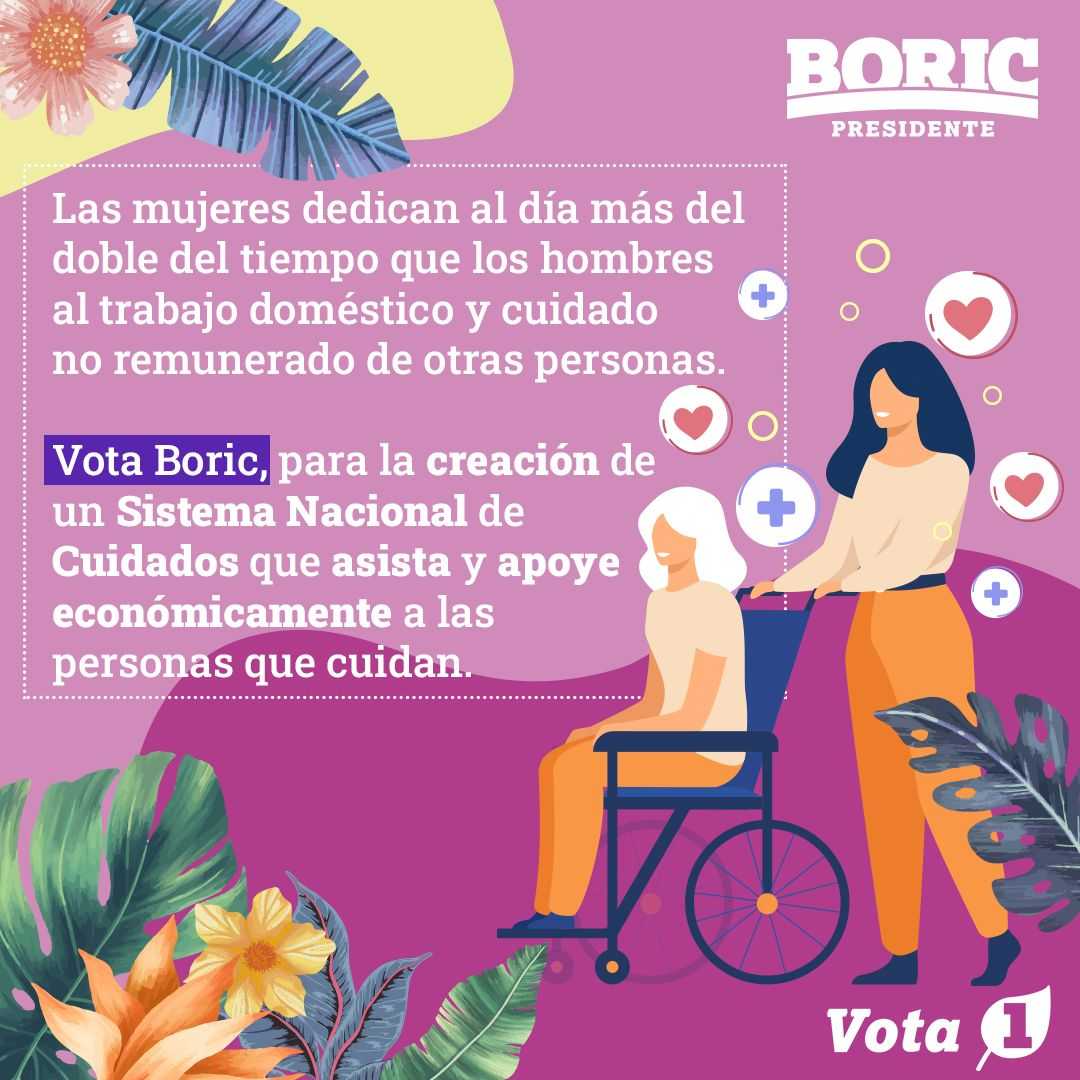 BORIC
PRESIDENTE
Las mujeres dedican al día más del
doble del tiempo que los hombres
al trabajo doméstico y cuidado
no remunerado de otras personas.
Vota Boric, para la creación de
un Sistema Nacional de
Cuidados que asista y apoye
económicamente a las
personas que cuidan.
Vota 1